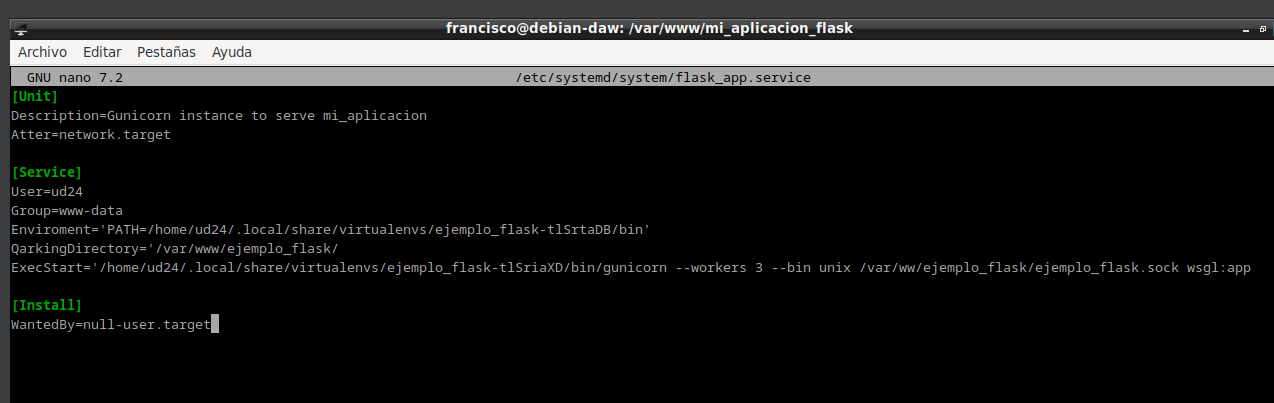 francisco@debian-daw: /var/www/mi_aplicacion_flask
Archivo Editar Pestañas Ayuda
GNU nano 7.2 /etc/systemd/system/flask_app.service
[Unit]
Description=Gunicorn instance to serve mi_aplicacion
Atter=network.target
[Service]
User=ud24
Group=www-data
Enviroment='PATH=/home/ud24/.local/share/virtualenvs/ejemplo_flask-tlSrtaDB/bin'
QarkingDirectory='/var/www/ejemplo_flask/
ExecStart='/home/ud24/.local/share/virtualenvs/ejemplo_flask-tlSriaXD/bin/gunicorn --workers 3 --bin unix /var/ww/ejemplo_flask/ejemplo_flask.sock wsgl:app
[Install]
WantedBy=null-user.target